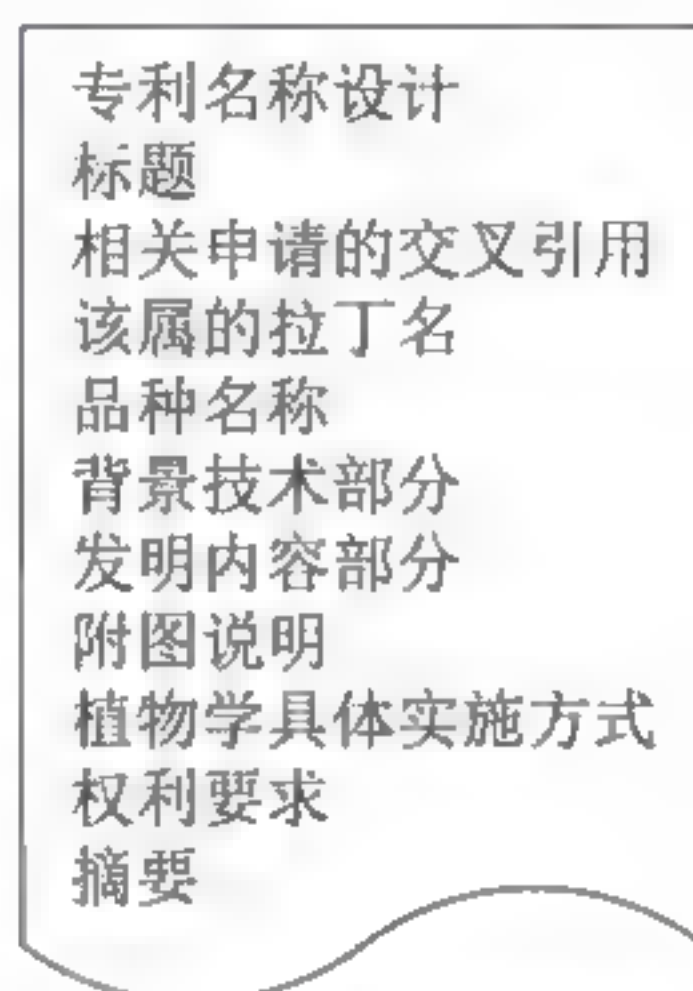 专利名称设计
标题
相关申请的交叉引用
该属的拉丁名
品种名称
背景技术部分
发明内容部分
附图说明
植物学具体实施方式
权利要求
摘要